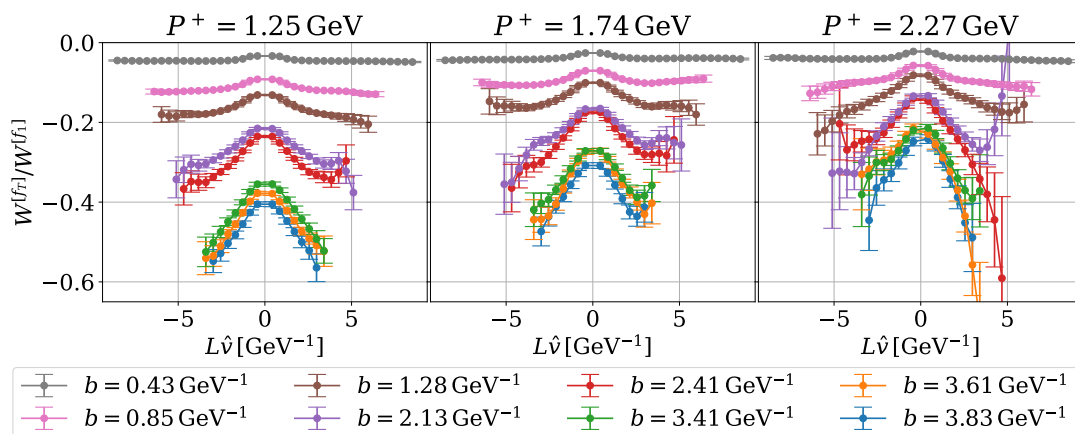 P⁺ = 1.25 GeV
P⁺ = 1.74 GeV
P⁺ = 2.27 GeV
W^[f_T]/W^[f_1]
0.0
−0.2
−0.4
−0.6
−5 0 5
−5 0 5
−5 0 5
Lv̂ [GeV⁻¹]
Lv̂ [GeV⁻¹]
Lv̂ [GeV⁻¹]
b = 0.43 GeV⁻¹
b = 1.28 GeV⁻¹
b = 2.41 GeV⁻¹
b = 3.61 GeV⁻¹
b = 0.85 GeV⁻¹
b = 2.13 GeV⁻¹
b = 3.41 GeV⁻¹
b = 3.83 GeV⁻¹